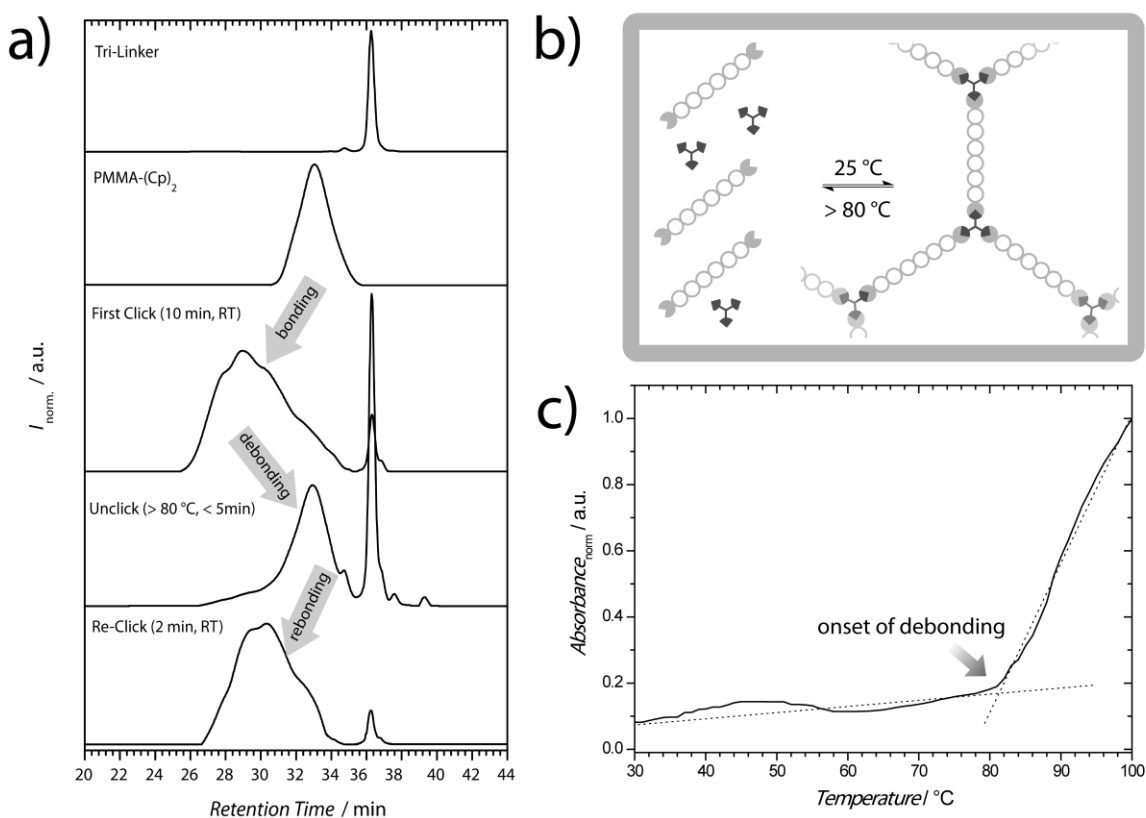 a)
Tri-Linker
PMMA-(Cp)₂
First Click (10 min, RT)
bonding
debonding
Unclick (> 80 °C, < 5min)
Re-Click (2 min, RT)
rebonding
I norm. / a.u.
20 22 24 26 28 30 32 34 36 38 40 42 44
Retention Time / min
b)
25 °C
> 80 °C
c)
1.0
0.8
0.6
0.4
0.2
0.0
Absorbance norm / a.u.
onset of debonding
30 40 50 60 70 80 90 100
Temperature / °C